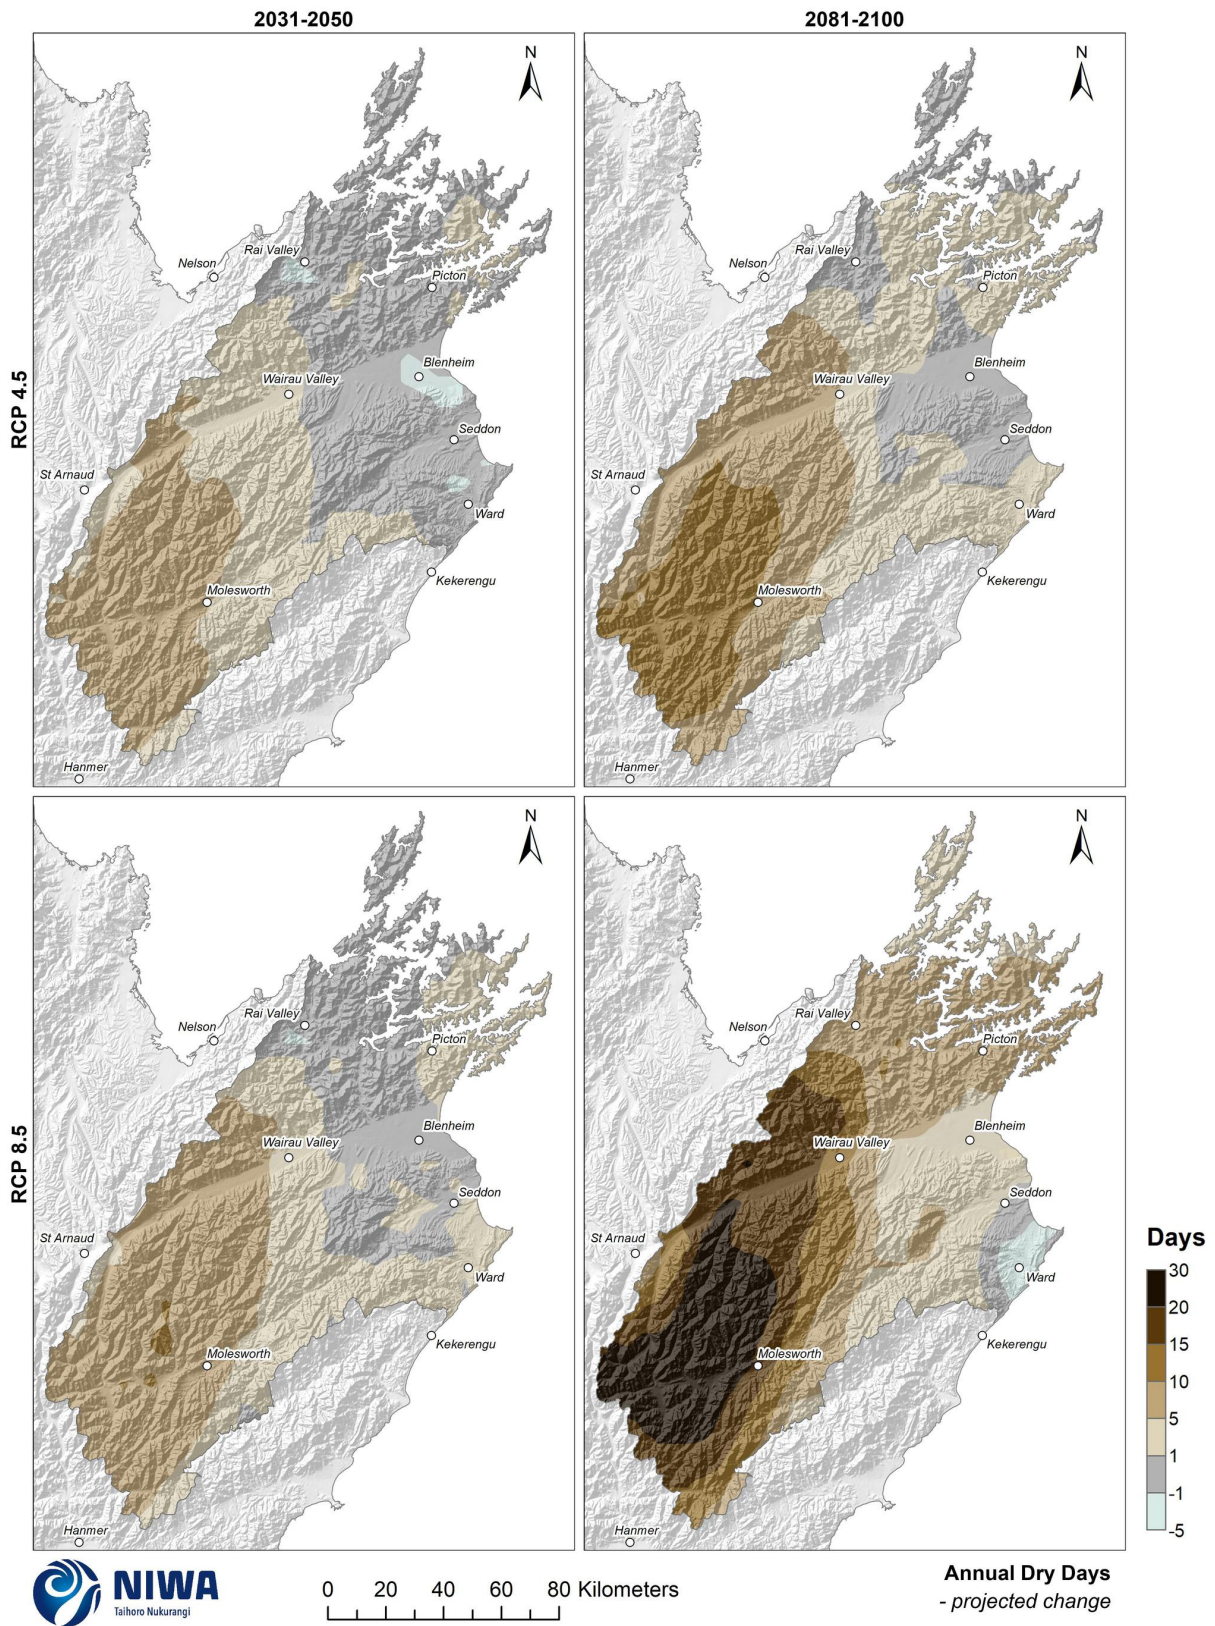 2031-2050
2081-2100
RCP 4.5
N
Rai Valley
Nelson
Picton
Blenheim
Wairau Valley
Seddon
St Arnaud
Ward
Kekerengu
Molesworth
Hanmer
N
Rai Valley
Nelson
Picton
Blenheim
Wairau Valley
Seddon
St Arnaud
Ward
Kekerengu
Molesworth
Hanmer
RCP 8.5
N
Rai Valley
Nelson
Picton
Blenheim
Wairau Valley
Seddon
St Arnaud
Ward
Kekerengu
Molesworth
Hanmer
N
Rai Valley
Nelson
Picton
Blenheim
Wairau Valley
Seddon
St Arnaud
Ward
Kekerengu
Molesworth
Hanmer
Days
30
20
15
10
5
1
-1
-5
NIWA
Taihoro Nukurangi
0 20 40 60 80 Kilometers
Annual Dry Days
- projected change